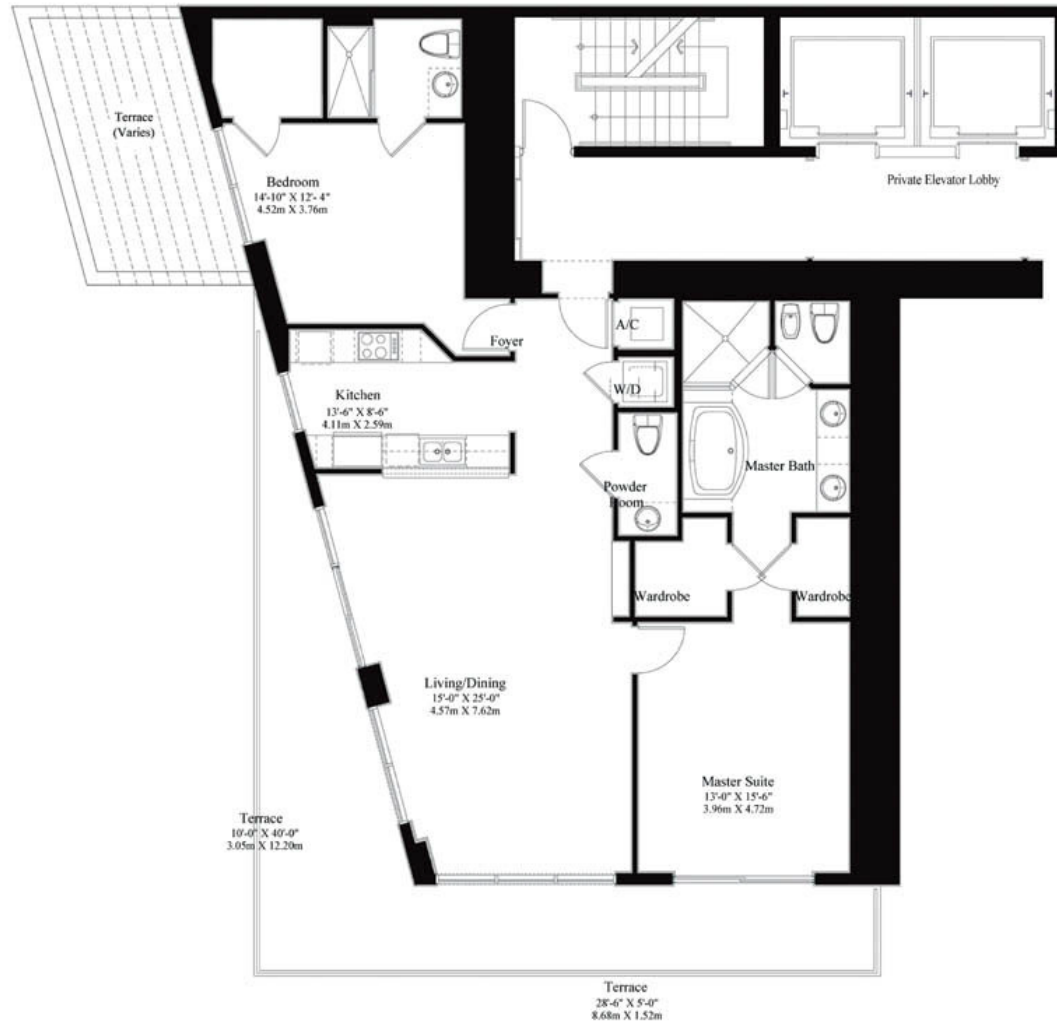 Terrace
(Varies)
Bedroom
14'-10" X 12'- 4"
4.52m X 3.76m
Private Elevator Lobby
A/C
Foyer
W/D
Kitchen
13'-6" X 8'-6"
4.11m X 2.59m
Master Bath
Powder
Room
Wardrobe
Wardrobe
Living/Dining
15'-0" X 25'-0"
4.57m X 7.62m
Master Suite
13'-0" X 15'-6"
3.96m X 4.72m
Terrace
10'-0" X 40'-0"
3.05m X 12.20m
Terrace
28'-6" X 5'-0"
8.68m X 1.52m